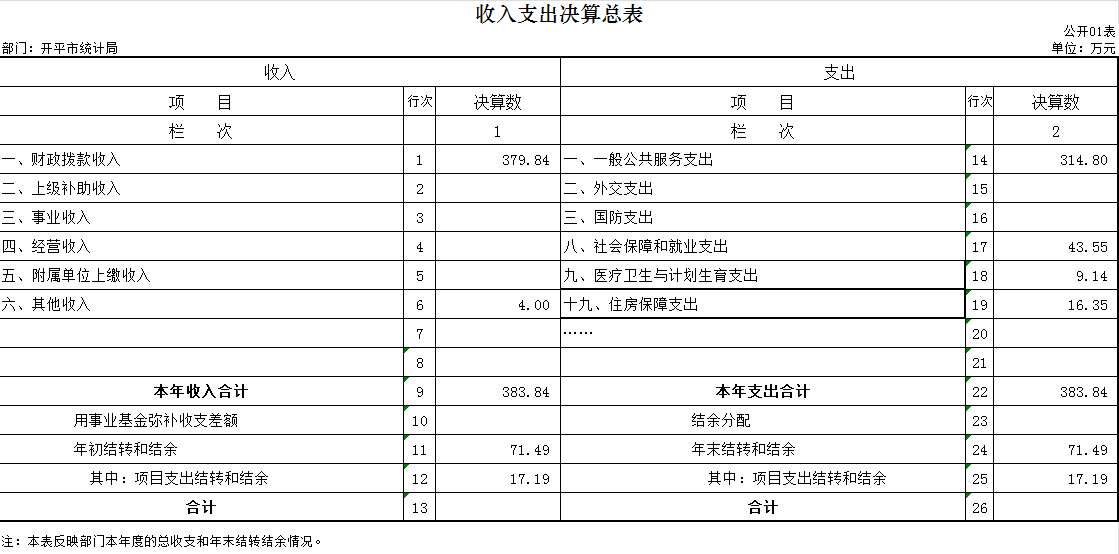 收入支出决算总表
公开01表
部门：开平市统计局 单位：万元
收入 支出
项 目 行次 决算数 项 目 行次 决算数
栏 次 1 栏 次 2
一、财政拨款收入 1 379.84 一、一般公共服务支出 14 314.80
二、上级补助收入 2 二、外交支出 15
三、事业收入 3 三、国防支出 16
四、经营收入 4 八、社会保障和就业支出 17 43.55
五、附属单位上缴收入 5 九、医疗卫生与计划生育支出 18 9.14
六、其他收入 6 4.00 十九、住房保障支出 19 16.35
7 …… 20
8 21
本年收入合计 9 383.84 本年支出合计 22 383.84
用事业基金弥补收支差额 10 结余分配 23
年初结转和结余 11 71.49 年末结转和结余 24 71.49
其中：项目支出结转和结余 12 17.19 其中：项目支出结转和结余 25 17.19
合计 13 合计 26
注：本表反映部门本年度的总收支和年末结转结余情况。